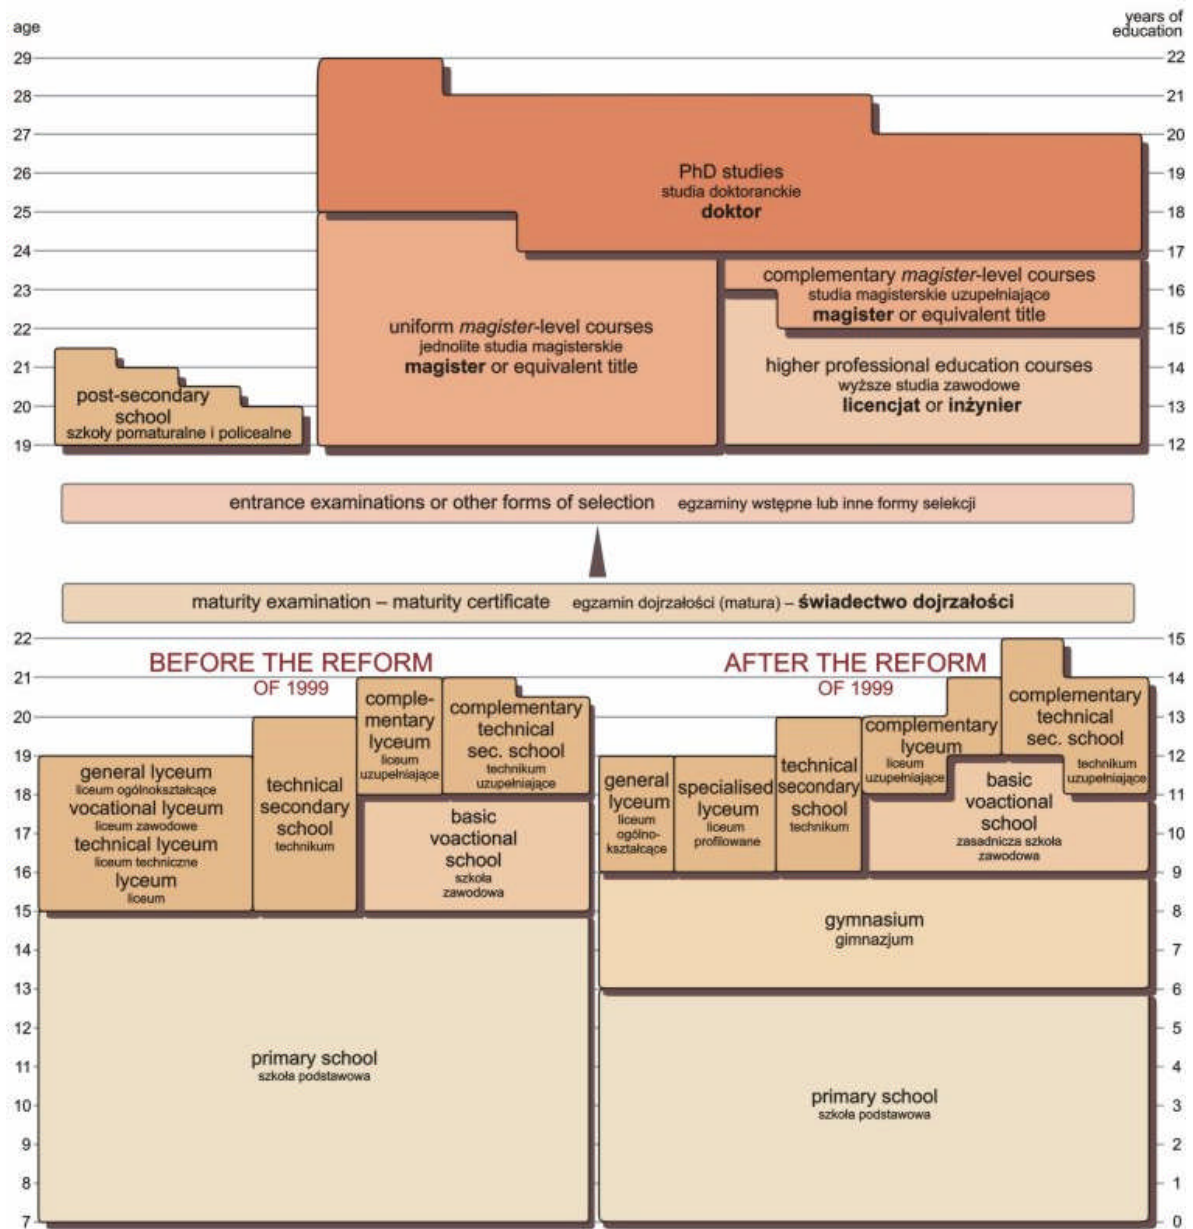 age
years of
education
29
22
28
21
27
20
26
19
25
18
24
17
23
16
22
15
21
14
20
13
19
12
PhD studies
studia doktoranckie
doktor
uniform magister-level courses
jednolite studia magisterskie
magister or equivalent title
complementary magister-level courses
studia magisterskie uzupełniające
magister or equivalent title
higher professional education courses
wyższe studia zawodowe
licencjat or inżynier
post-secondary
school
szkoły pomaturalne i policealne
entrance examinations or other forms of selection egzaminy wstępne lub inne formy selekcji
maturity examination – maturity certificate egzamin dojrzałości (matura) – świadectwo dojrzałości
22
15
21
14
20
13
19
12
18
11
17
10
16
9
15
8
14
7
13
6
12
5
11
4
10
3
9
2
8
1
7
0
BEFORE THE REFORM
OF 1999
general lyceum
liceum ogólnokształcące
vocational lyceum
liceum zawodowe
technical lyceum
liceum techniczne
lyceum
liceum
technical
secondary
school
technikum
comple-
mentary
lyceum
liceum
uzupełniające
complementary
technical
sec. school
technikum
uzupełniające
basic
voactional
school
szkoła
zawodowa
primary school
szkoła podstawowa
AFTER THE REFORM
OF 1999
general
lyceum
liceum
ogólno-
kształcące
specialised
lyceum
liceum
profilowane
technical
secondary
school
technikum
complementary
lyceum
liceum
uzupełniające
complementary
technical
sec. school
technikum
uzupełniające
basic
voactional
school
zasadnicza szkoła
zawodowa
gymnasium
gimnazjum
primary school
szkoła podstawowa